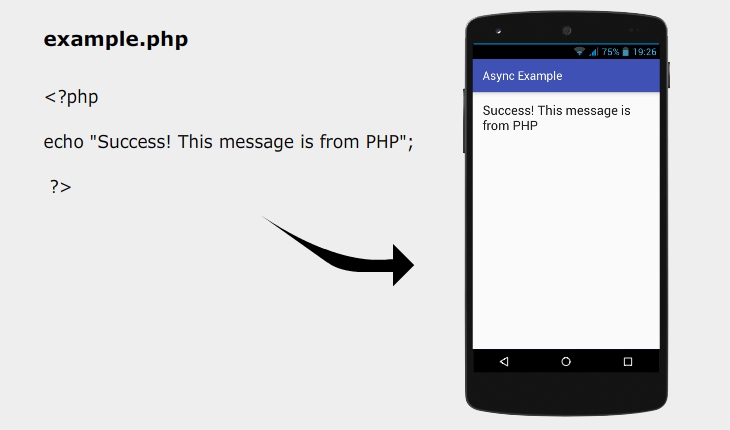 example.php
<?php
echo "Success! This message is from PHP";
?>
75% 19:26
Async Example
Success! This message is
from PHP